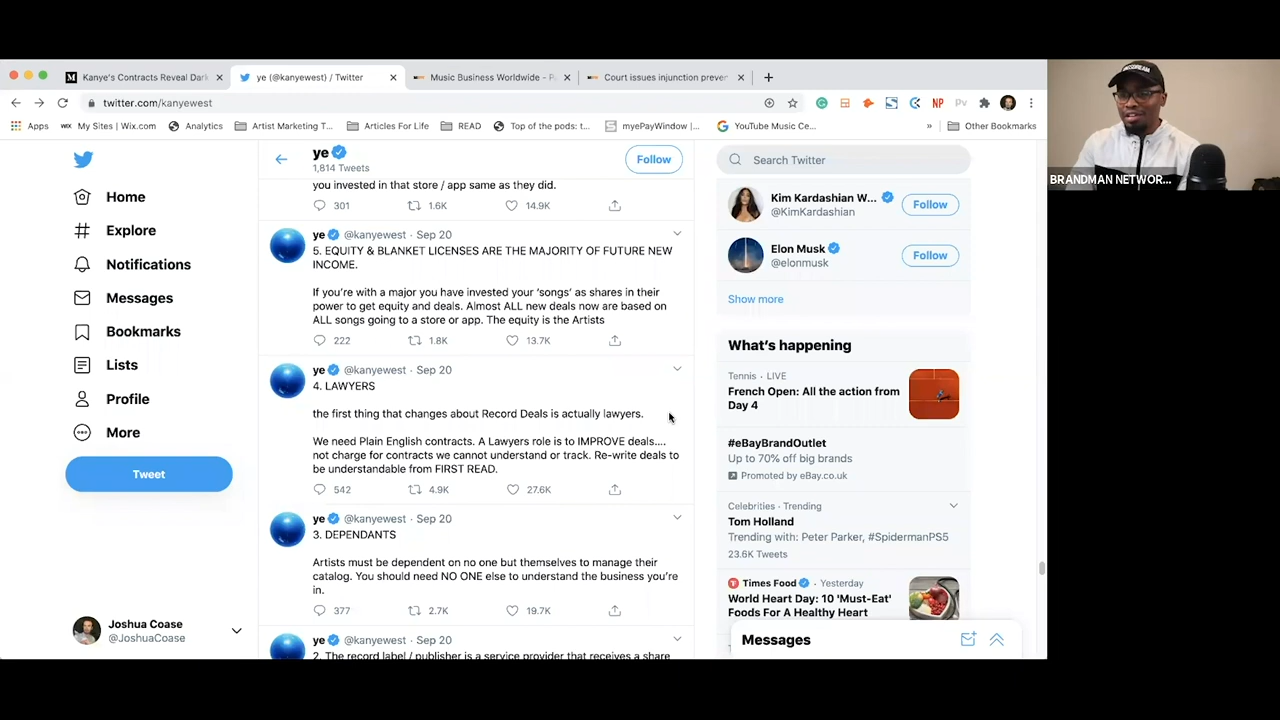 Kanye's Contracts Reveal Dark
ye (@kanyewest) / Twitter
Music Business Worldwide -
Court issues injunction preven
twitter.com/kanyewest
NP
Pv
Apps
WIX
My Sites | Wix.com
Analytics
Artist Marketing T...
Articles For Life
READ
Top of the pods: t...
myePayWindow |...
YouTube Music Ce...
»
Other Bookmarks
BRANDMAN NETWOR...
Home
Explore
Notifications
Messages
Bookmarks
Lists
Profile
More
Tweet
Joshua Coase
@JoshuaCoase
ye
1,814 Tweets
Follow
you invested in that store / app same as they did.
301 1.6K 14.9K
ye @kanyewest · Sep 20
5. EQUITY & BLANKET LICENSES ARE THE MAJORITY OF FUTURE NEW
INCOME.
If you're with a major you have invested your 'songs' as shares in their
power to get equity and deals. Almost ALL new deals now are based on
ALL songs going to a store or app. The equity is the Artists
222 1.8K 13.7K
ye @kanyewest · Sep 20
4. LAWYERS
the first thing that changes about Record Deals is actually lawyers.
We need Plain English contracts. A Lawyers role is to IMPROVE deals....
not charge for contracts we cannot understand or track. Re-write deals to
be understandable from FIRST READ.
542 4.9K 27.6K
ye @kanyewest · Sep 20
3. DEPENDANTS
Artists must be dependent on no one but themselves to manage their
catalog. You should need NO ONE else to understand the business you're
in.
377 2.7K 19.7K
ye @kanyewest · Sep 20
2. The record label / publisher is a service provider that receives a share
Search Twitter
Kim Kardashian W...
@KimKardashian
Follow
Elon Musk
@elonmusk
Follow
Show more
What's happening
Tennis · LIVE
French Open: All the action from
Day 4
#eBayBrandOutlet
Up to 70% off big brands
Promoted by eBay.co.uk
Celebrities · Trending
Tom Holland
Trending with: Peter Parker, #SpidermanPS5
23.6K Tweets
Times Food · Yesterday
World Heart Day: 10 'Must-Eat'
Foods For A Healthy Heart
Messages